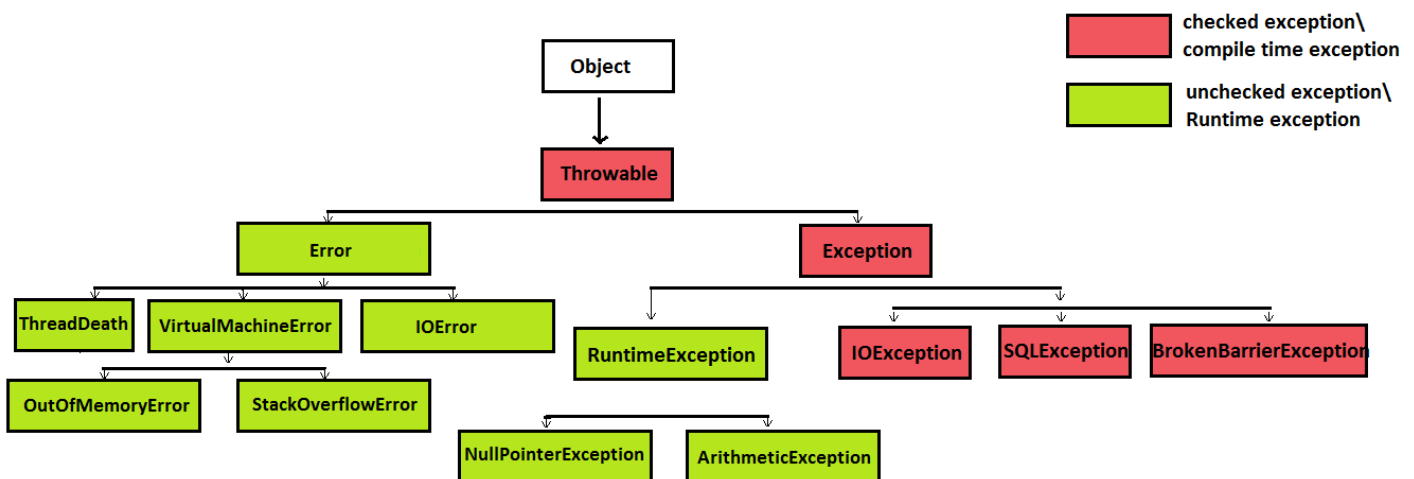 checked exception\
compile time exception
Object
unchecked exception\
Runtime exception
Throwable
Error
Exception
ThreadDeath
VirtualMachineError
IOError
RuntimeException
IOException
SQLException
BrokenBarrierException
OutOfMemoryError
StackOverflowError
NullPointerException
ArithmeticException